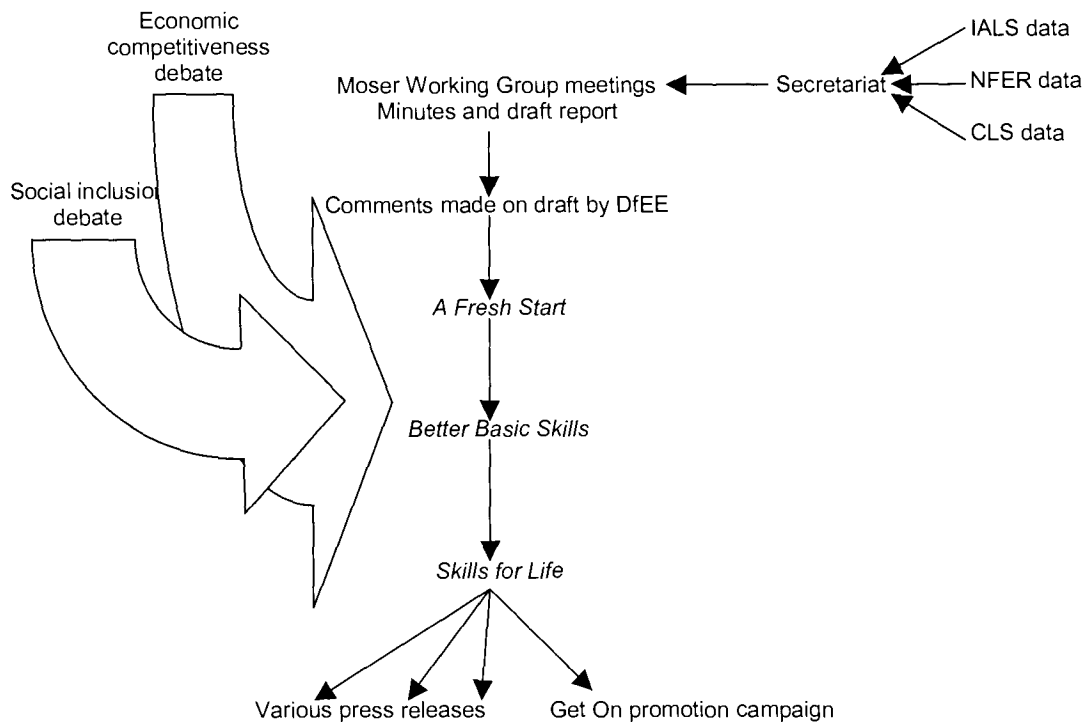 Economic
competitiveness
debate
IALS data
Moser Working Group meetings
Minutes and draft report
Secretariat
NFER data
CLS data
Social inclusion
debate
Comments made on draft by DfEE
A Fresh Start
Better Basic Skills
Skills for Life
Various press releases
Get On promotion campaign